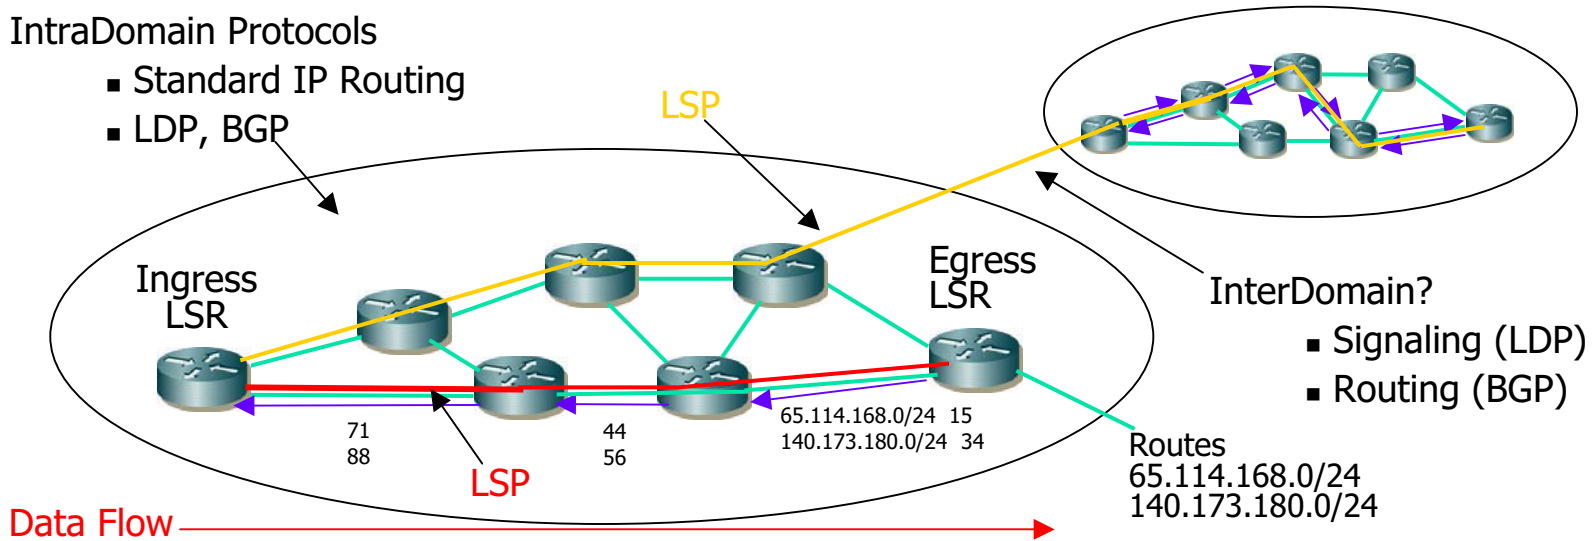 IntraDomain Protocols
▪ Standard IP Routing
▪ LDP, BGP
LSP
Ingress
LSR
Egress
LSR
InterDomain?
▪ Signaling (LDP)
▪ Routing (BGP)
65.114.168.0/24 15
140.173.180.0/24 34
44
56
71
88
LSP
Routes
65.114.168.0/24
140.173.180.0/24
Data Flow